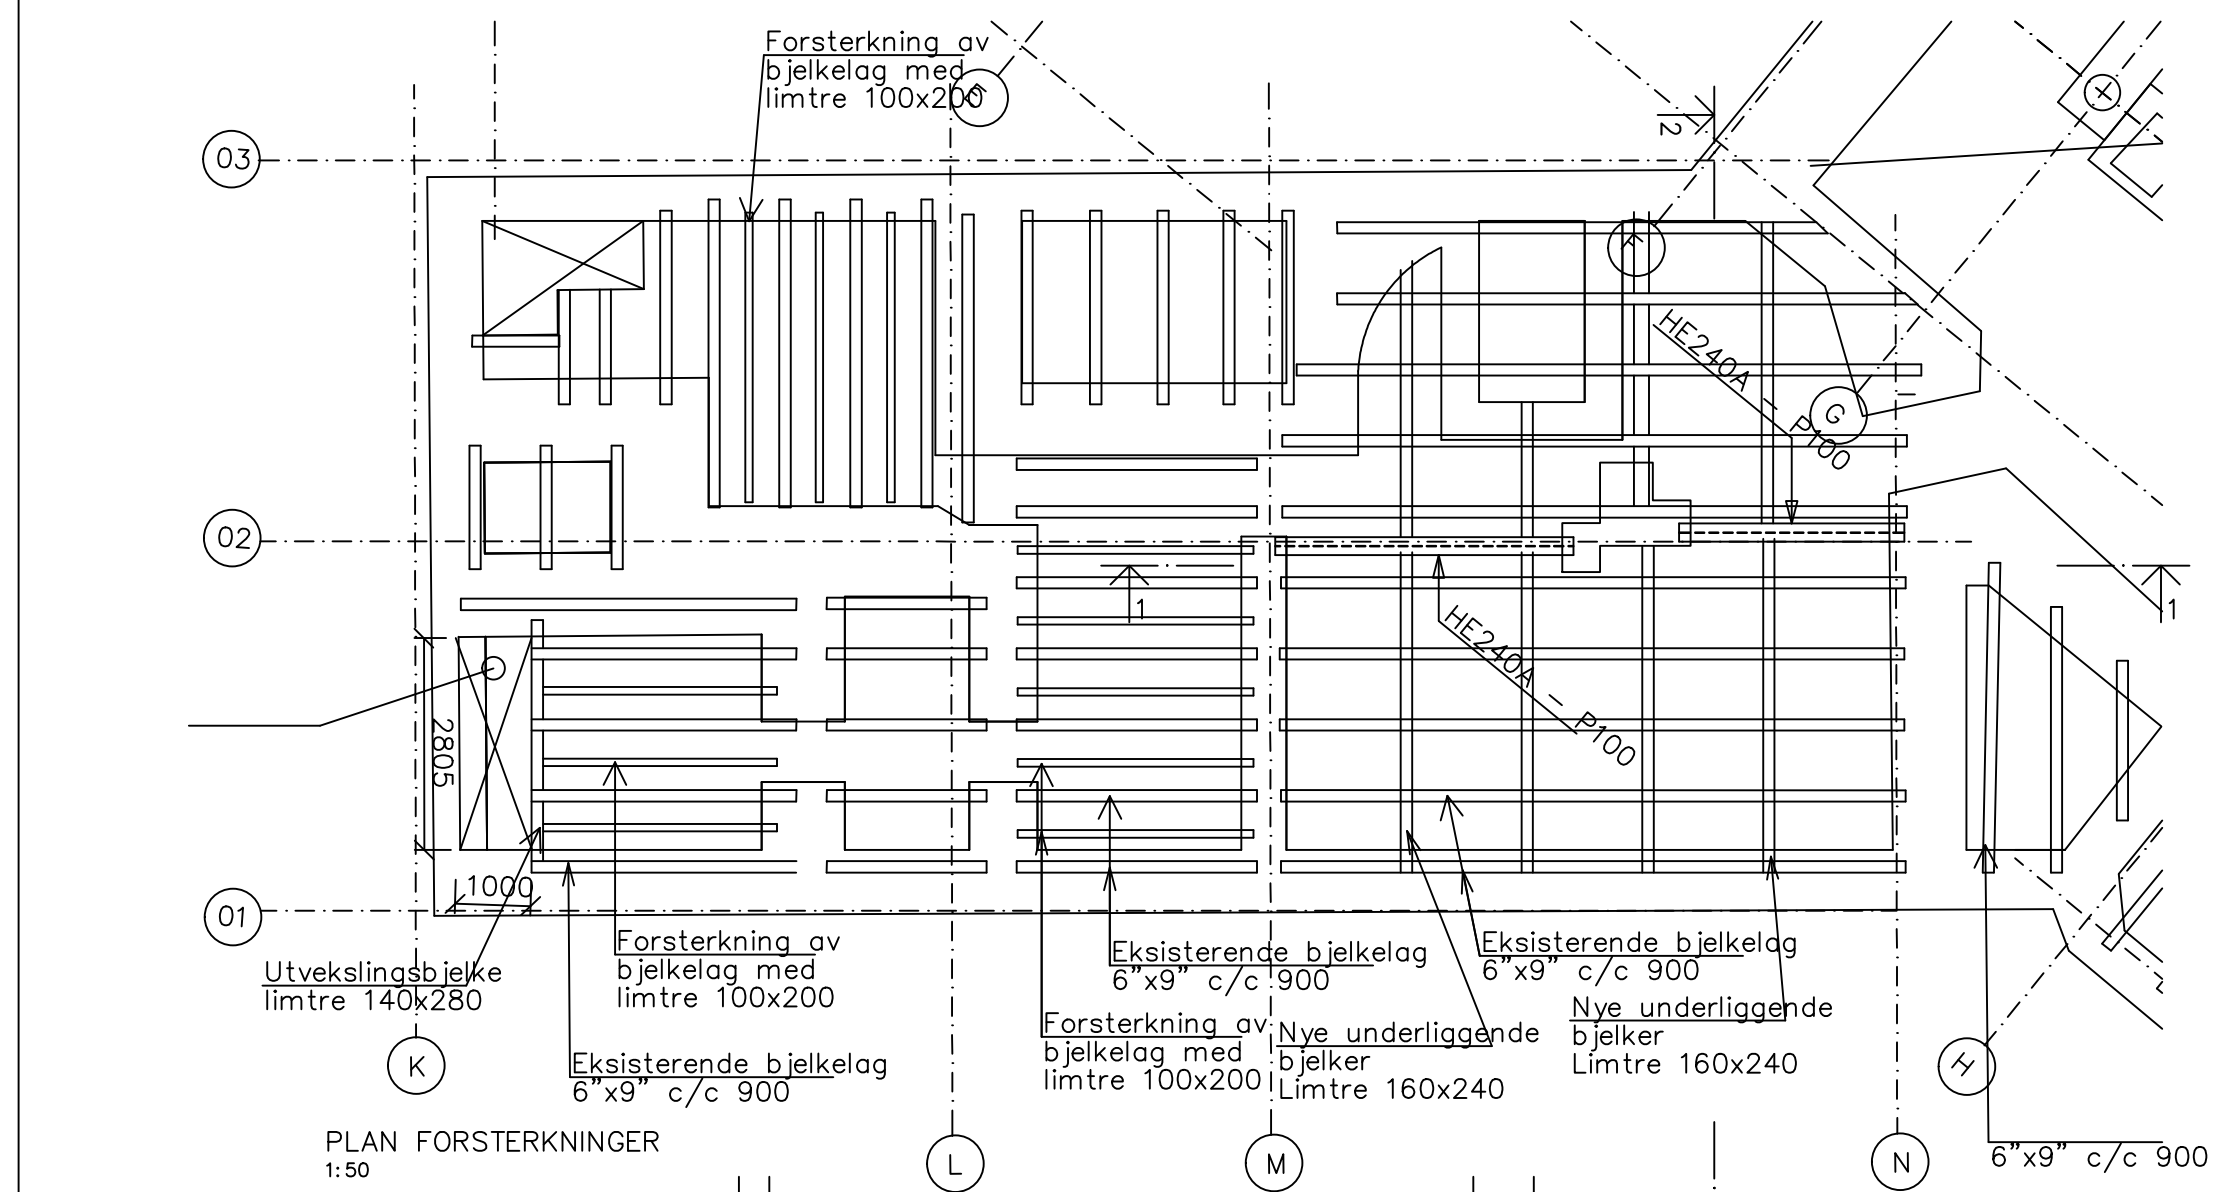 Forsterkning av
bjelkelag med
limtre 100x200
F
03
2
F
HE240A - P100
G
02
1
HE240A - P100
1
2805
1000
01
Utvekslingsbjelke
limtre 140x280
Forsterkning av
bjelkelag med
limtre 100x200
Eksisterende bjelkelag
6"x9" c/c 900
Eksisterende bjelkelag
6"x9" c/c 900
Forsterkning av
bjelkelag med
limtre 100x200
Eksisterende bjelkelag
6"x9" c/c 900
Nye underliggende
bjelker
Limtre 160x240
Nye underliggende
bjelker
Limtre 160x240
H
K
L
M
N
6"x9" c/c 900
PLAN FORSTERKNINGER
1:50